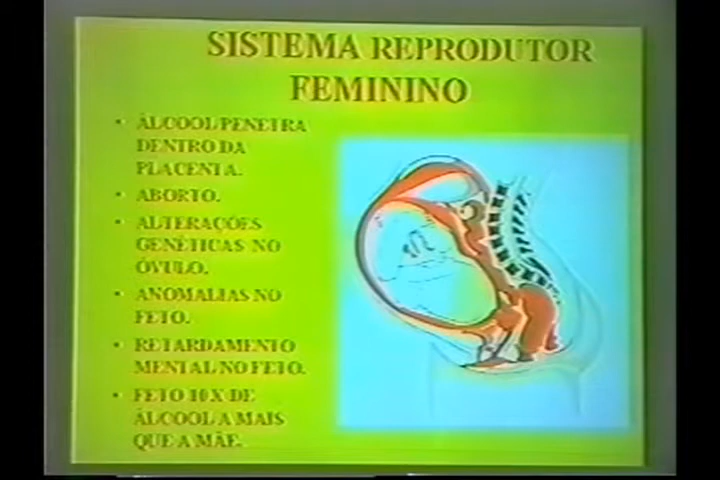 SISTEMA REPRODUTOR
FEMININO
• ÁLCOOL PENETRA
DENTRO DA
PLACENTA.
• ABORTO.
• ALTERAÇÕES
GENÉTICAS NO
ÓVULO.
• ANOMALIAS NO
FETO.
• RETARDAMENTO
MENTAL NO FETO.
• FETO 10 X DE
ÁLCOOL A MAIS
QUE A MÃE.